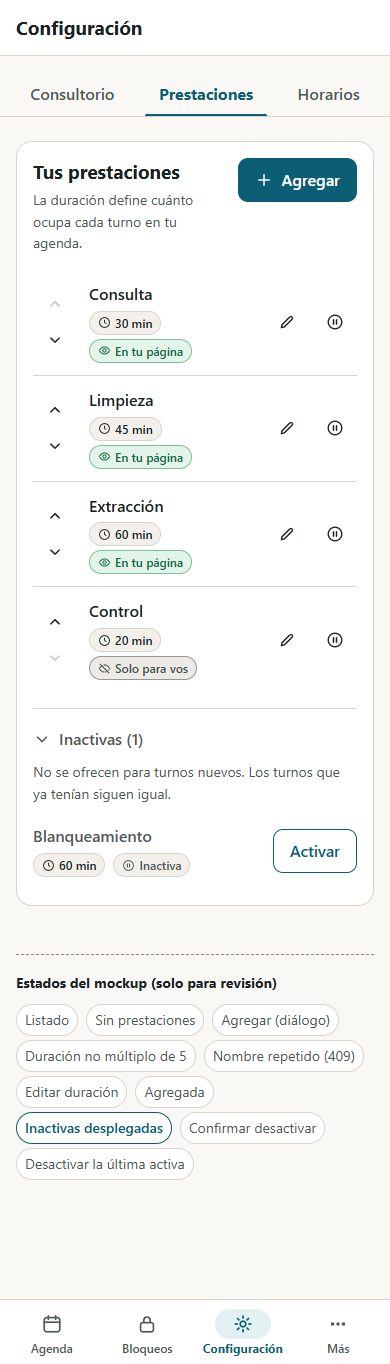 Configuración
Consultorio
Prestaciones
Horarios
Tus prestaciones
Agregar
La duración define cuánto
ocupa cada turno en tu
agenda.
Consulta
30 min
En tu página
Limpieza
45 min
En tu página
Extracción
60 min
En tu página
Control
20 min
Solo para vos
Inactivas (1)
No se ofrecen para turnos nuevos. Los turnos que
ya tenían siguen igual.
Blanqueamiento
60 min
Inactiva
Activar
Estados del mockup (solo para revisión)
Listado
Sin prestaciones
Agregar (diálogo)
Duración no múltiplo de 5
Nombre repetido (409)
Editar duración
Agregada
Inactivas desplegadas
Confirmar desactivar
Desactivar la última activa
Agenda
Bloqueos
Configuración
Más